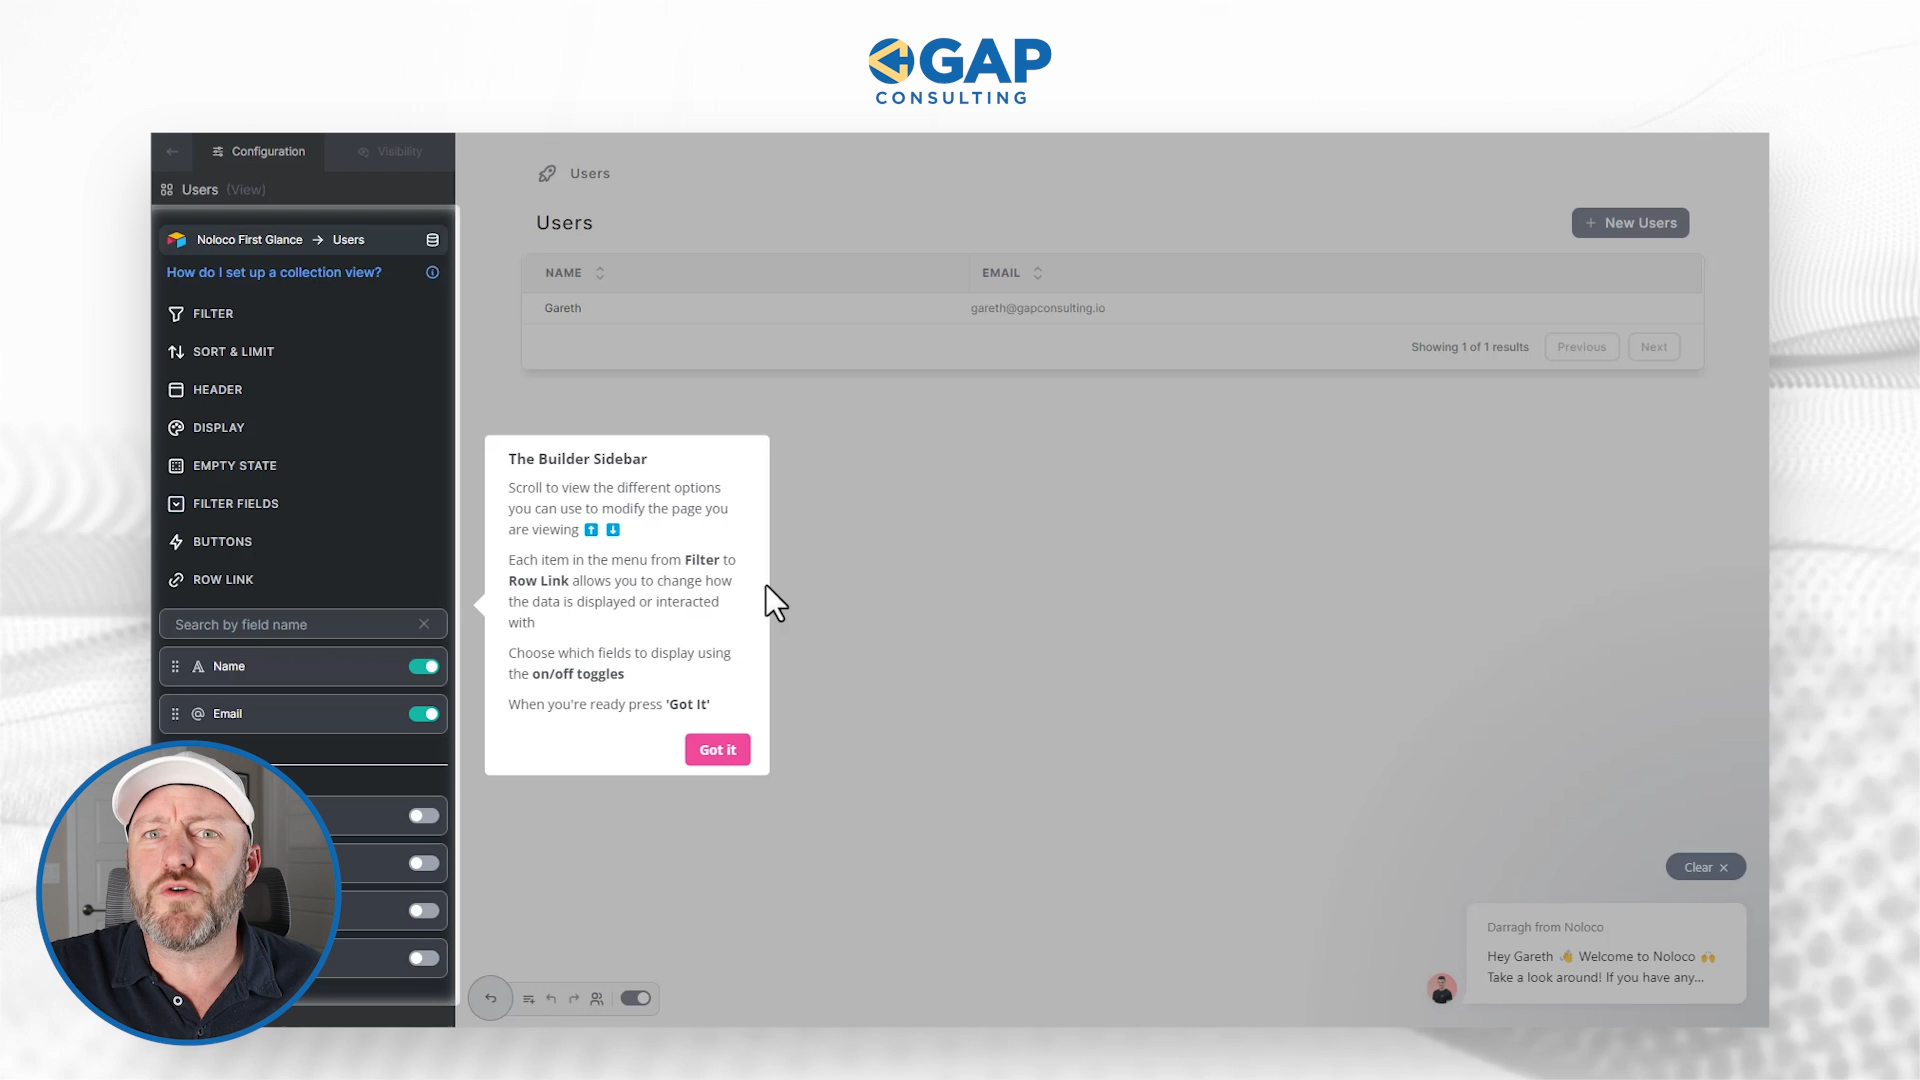 GAP
CONSULTING
Configuration
Visibility
Users (View)
Noloco First Glance → Users
How do I set up a collection view?
FILTER
SORT & LIMIT
HEADER
DISPLAY
EMPTY STATE
FILTER FIELDS
BUTTONS
ROW LINK
Search by field name
Name
Email
Users
Users
+ New Users
NAME
EMAIL
Gareth
gareth@gapconsulting.io
Showing 1 of 1 results
Previous
Next
The Builder Sidebar
Scroll to view the different options
you can use to modify the page you
are viewing ⬆️ ⬇️
Each item in the menu from Filter to
Row Link allows you to change how
the data is displayed or interacted
with
Choose which fields to display using
the on/off toggles
When you're ready press 'Got It'
Got it
Clear ×
Darragh from Noloco
Hey Gareth 👋 Welcome to Noloco 🙌
Take a look around! If you have any...